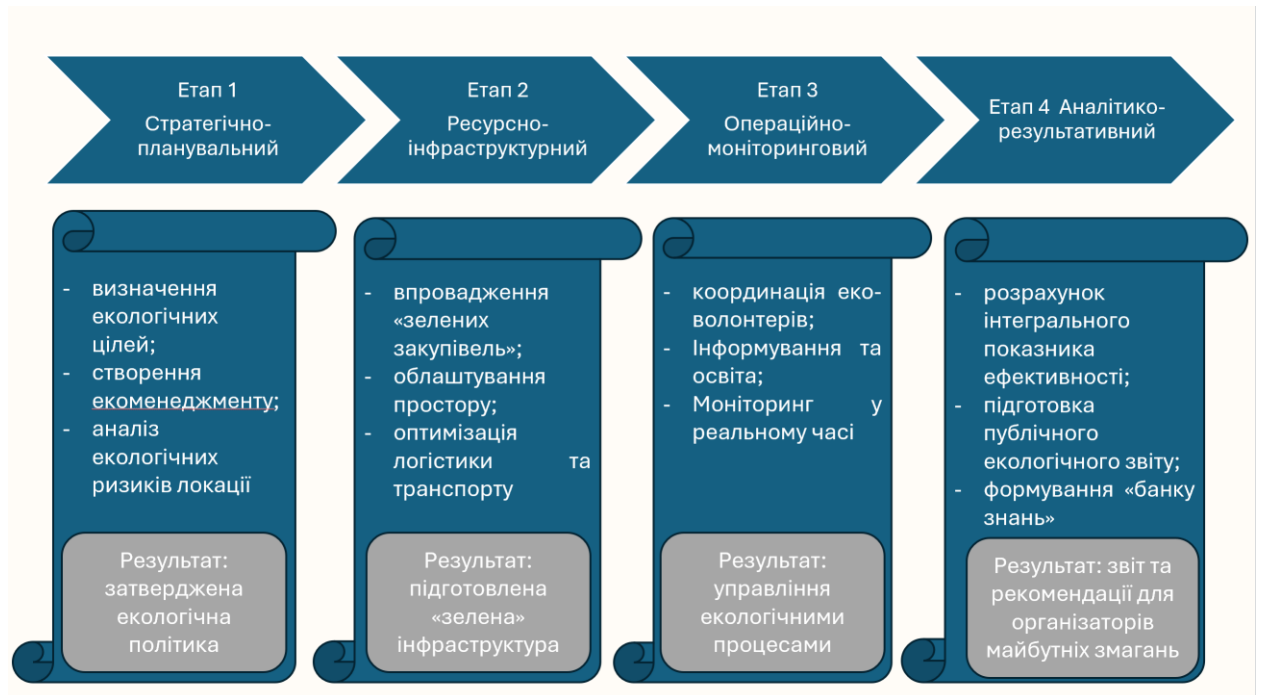 Етап 1
Стратегічно-
планувальний
Етап 2
Ресурсно-
інфраструктурний
Етап 3
Операційно-
моніторинговий
Етап 4 Аналітико-
результативний
- визначення
екологічних
цілей;
- створення
екоменеджменту;
- аналіз
екологічних
ризиків локації
Результат:
затверджена
екологічна
політика
- впровадження
«зелених
закупівель»;
- облаштування
простору;
- оптимізація
логістики та
транспорту
Результат:
підготовлена
«зелена»
інфраструктура
- координація еко-
волонтерів;
- Інформування та
освіта;
- Моніторинг у
реальному часі
Результат:
управління
екологічними
процесами
- розрахунок
інтегрального
показника
ефективності;
- підготовка
публічного
екологічного звіту;
- формування «банку
знань»
Результат: звіт та
рекомендації для
організаторів
майбутніх змагань